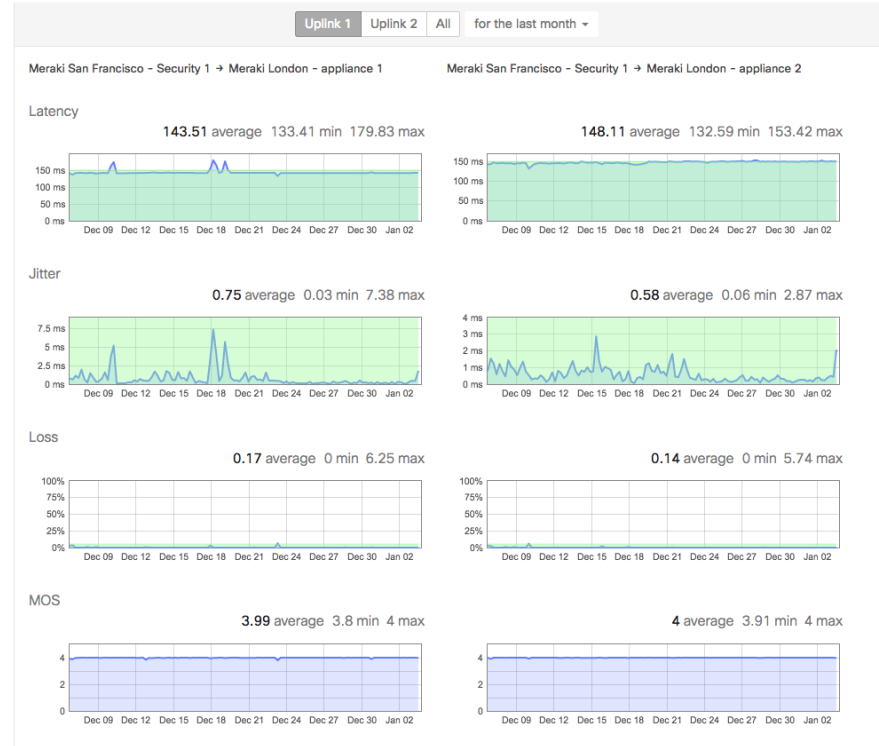 Uplink 1 Uplink 2 All for the last month
Meraki San Francisco - Security 1 → Meraki London - appliance 1
Meraki San Francisco - Security 1 → Meraki London - appliance 2
Latency
143.51 average 133.41 min 179.83 max
148.11 average 132.59 min 153.42 max
150 ms
100 ms
50 ms
0 ms
Dec 09 Dec 12 Dec 15 Dec 18 Dec 21 Dec 24 Dec 27 Dec 30 Jan 02
150 ms
100 ms
50 ms
0 ms
Dec 09 Dec 12 Dec 15 Dec 18 Dec 21 Dec 24 Dec 27 Dec 30 Jan 02
Jitter
0.75 average 0.03 min 7.38 max
0.58 average 0.06 min 2.87 max
7.5 ms
5 ms
2.5 ms
0 ms
Dec 09 Dec 12 Dec 15 Dec 18 Dec 21 Dec 24 Dec 27 Dec 30 Jan 02
4 ms
3 ms
2 ms
1 ms
0 ms
Dec 09 Dec 12 Dec 15 Dec 18 Dec 21 Dec 24 Dec 27 Dec 30 Jan 02
Loss
0.17 average 0 min 6.25 max
0.14 average 0 min 5.74 max
100%
75%
50%
25%
0%
Dec 09 Dec 12 Dec 15 Dec 18 Dec 21 Dec 24 Dec 27 Dec 30 Jan 02
100%
75%
50%
25%
0%
Dec 09 Dec 12 Dec 15 Dec 18 Dec 21 Dec 24 Dec 27 Dec 30 Jan 02
MOS
3.99 average 3.8 min 4 max
4 average 3.91 min 4 max
4
2
0
Dec 09 Dec 12 Dec 15 Dec 18 Dec 21 Dec 24 Dec 27 Dec 30 Jan 02
4
2
0
Dec 09 Dec 12 Dec 15 Dec 18 Dec 21 Dec 24 Dec 27 Dec 30 Jan 02